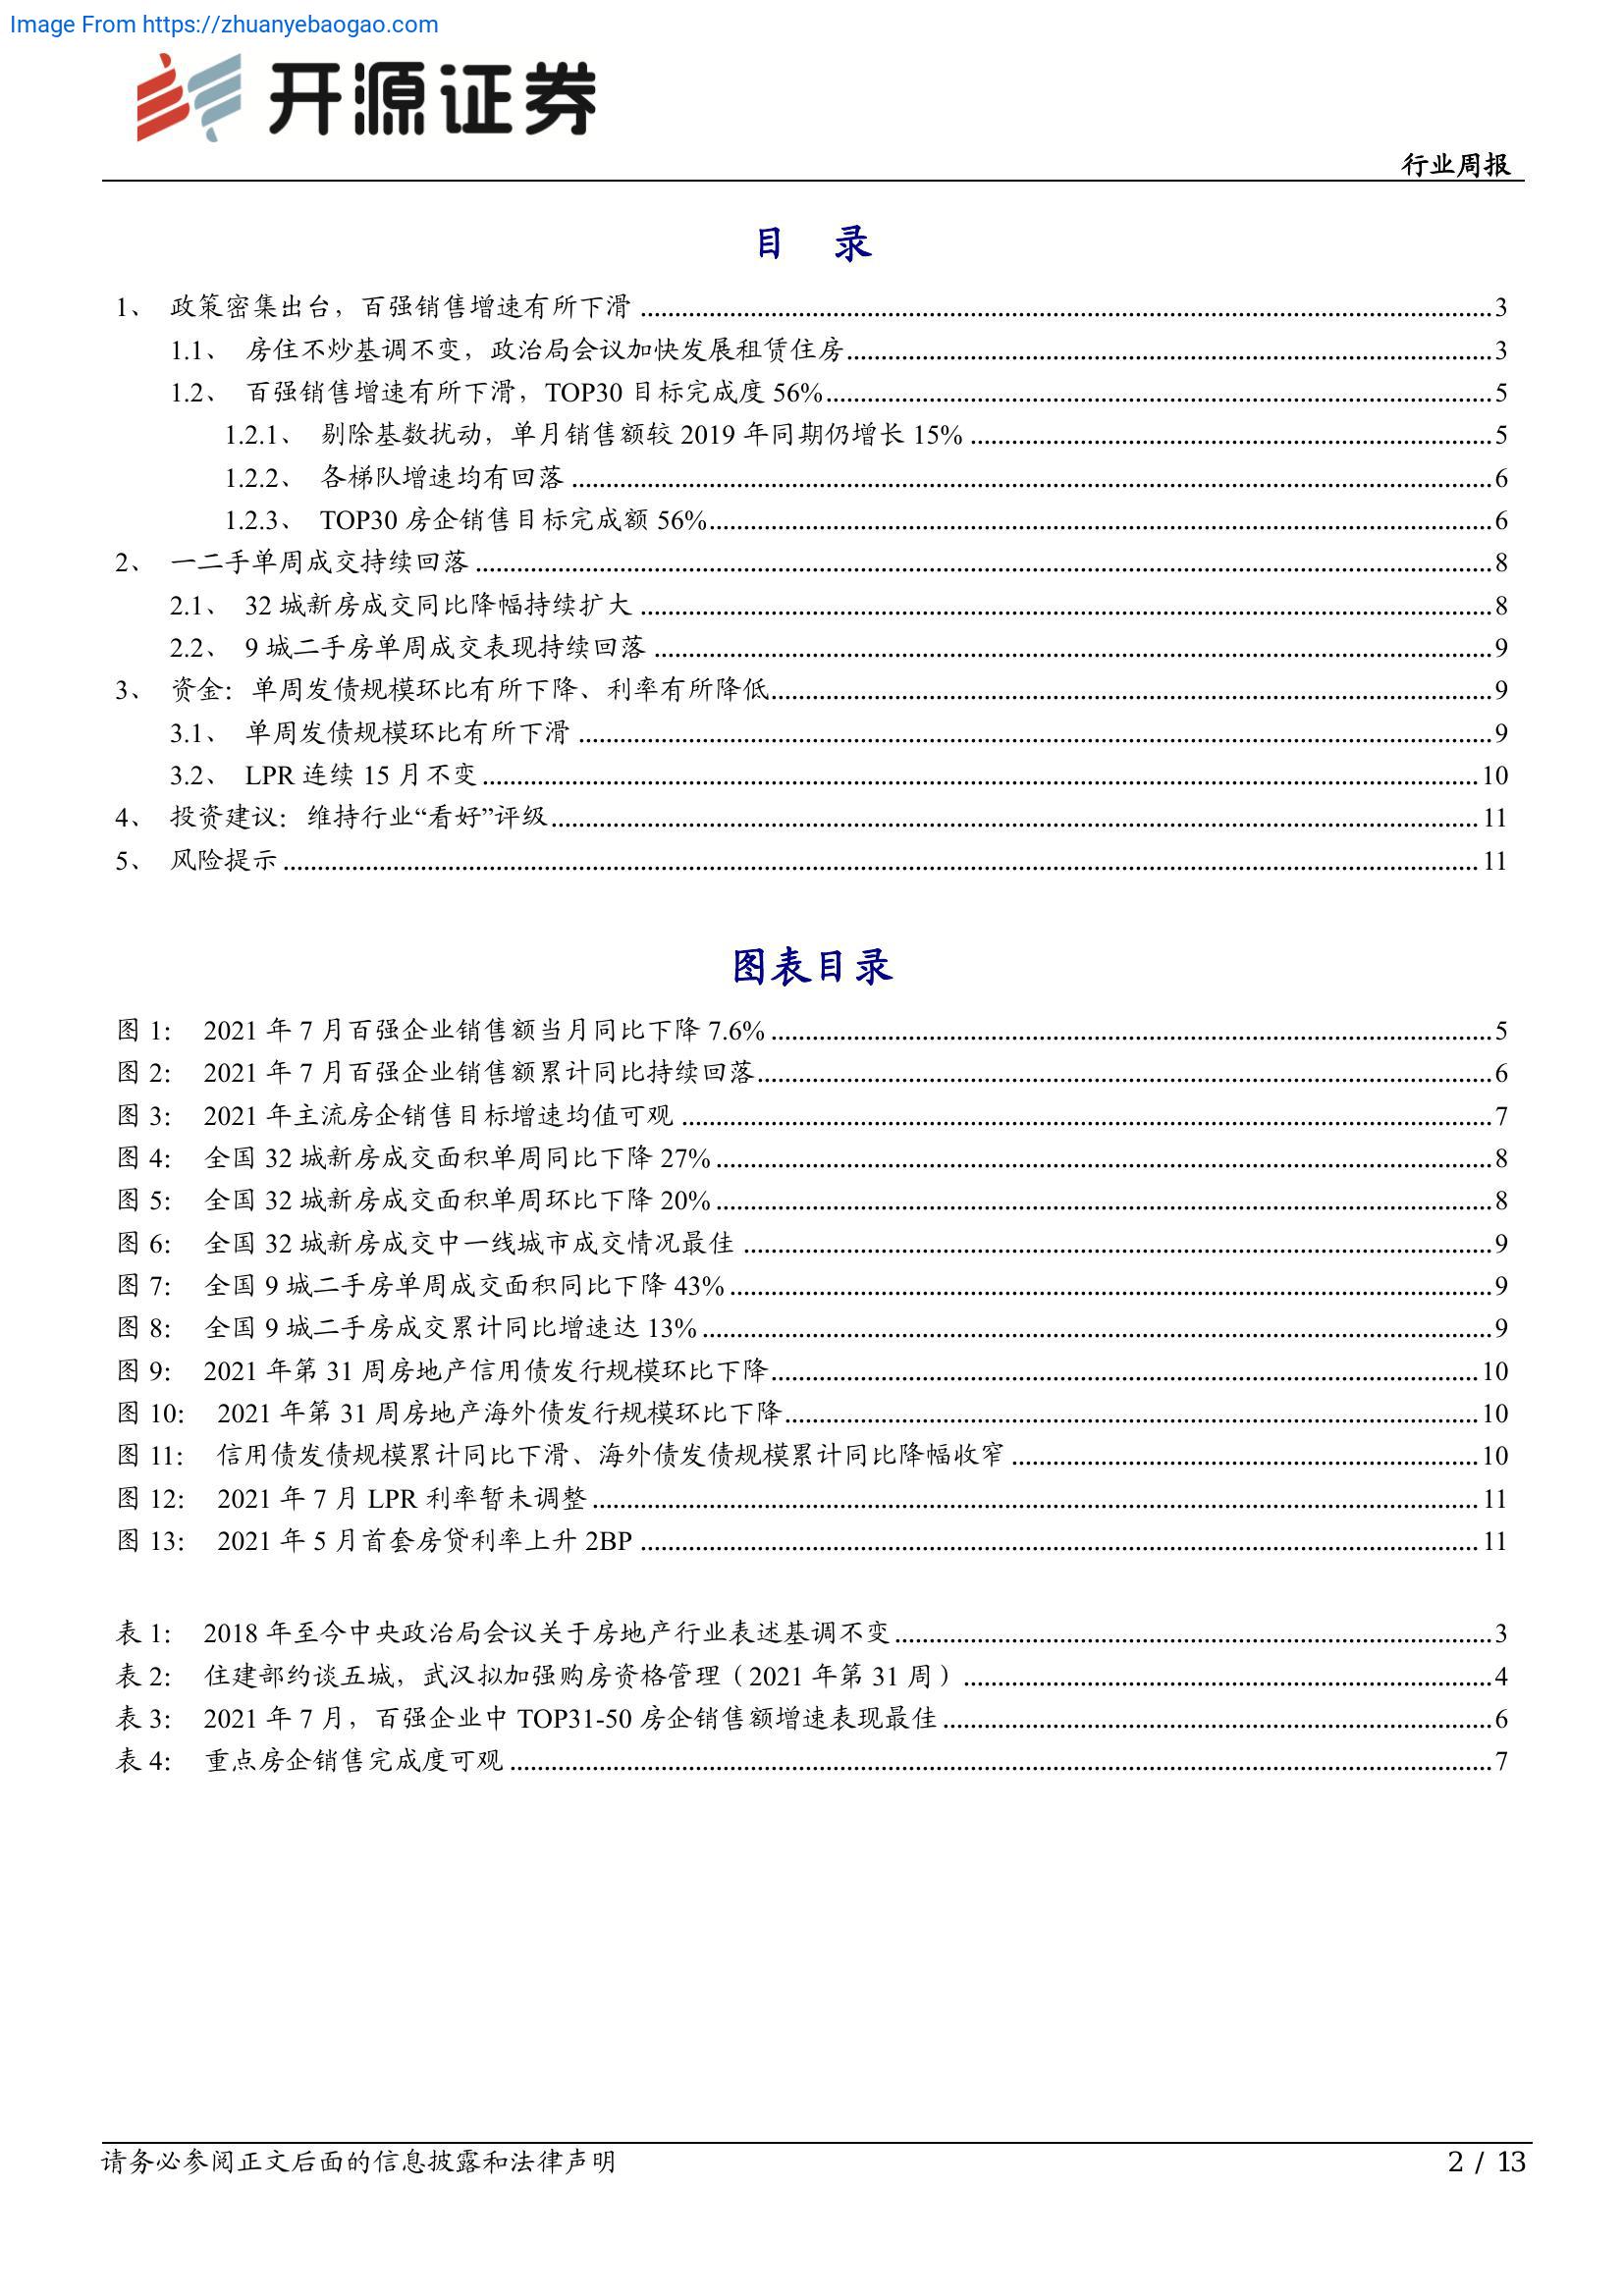 Image From https://zhuanyebaogao.com
开源证券
行业周报
目 录
1、 政策密集出台，百强销售增速有所下滑 ........ 3
1.1、 房住不炒基调不变，政治局会议加快发展租赁住房 ........ 3
1.2、 百强销售增速有所下滑，TOP30 目标完成度 56% ........ 5
1.2.1、 剔除基数扰动，单月销售额较 2019 年同期仍增长 15% ........ 5
1.2.2、 各梯队增速均有回落 ........ 6
1.2.3、 TOP30 房企销售目标完成额 56% ........ 6
2、 一二手单周成交持续回落 ........ 8
2.1、 32 城新房成交同比降幅持续扩大 ........ 8
2.2、 9 城二手房单周成交表现持续回落 ........ 9
3、 资金：单周发债规模环比有所下降、利率有所降低 ........ 9
3.1、 单周发债规模环比有所下滑 ........ 9
3.2、 LPR 连续 15 月不变 ........ 10
4、 投资建议：维持行业“看好”评级 ........ 11
5、 风险提示 ........ 11
图表目录
图 1： 2021 年 7 月百强企业销售额当月同比下降 7.6% ........ 5
图 2： 2021 年 7 月百强企业销售额累计同比持续回落 ........ 6
图 3： 2021 年主流房企销售目标增速均值可观 ........ 7
图 4： 全国 32 城新房成交面积单周同比下降 27% ........ 8
图 5： 全国 32 城新房成交面积单周环比下降 20% ........ 8
图 6： 全国 32 城新房成交中一线城市成交情况最佳 ........ 9
图 7： 全国 9 城二手房单周成交面积同比下降 43% ........ 9
图 8： 全国 9 城二手房成交累计同比增速达 13% ........ 9
图 9： 2021 年第 31 周房地产信用债发行规模环比下降 ........ 10
图 10： 2021 年第 31 周房地产海外债发行规模环比下降 ........ 10
图 11： 信用债发债规模累计同比下滑、海外债发债规模累计同比降幅收窄 ........ 10
图 12： 2021 年 7 月 LPR 利率暂未调整 ........ 11
图 13： 2021 年 5 月首套房贷利率上升 2BP ........ 11
表 1： 2018 年至今中央政治局会议关于房地产行业表述基调不变 ........ 3
表 2： 住建部约谈五城，武汉拟加强购房资格管理（2021 年第 31 周） ........ 4
表 3： 2021 年 7 月，百强企业中 TOP31-50 房企销售额增速表现最佳 ........ 6
表 4： 重点房企销售完成度可观 ........ 7
请务必参阅正文后面的信息披露和法律声明 2 / 13